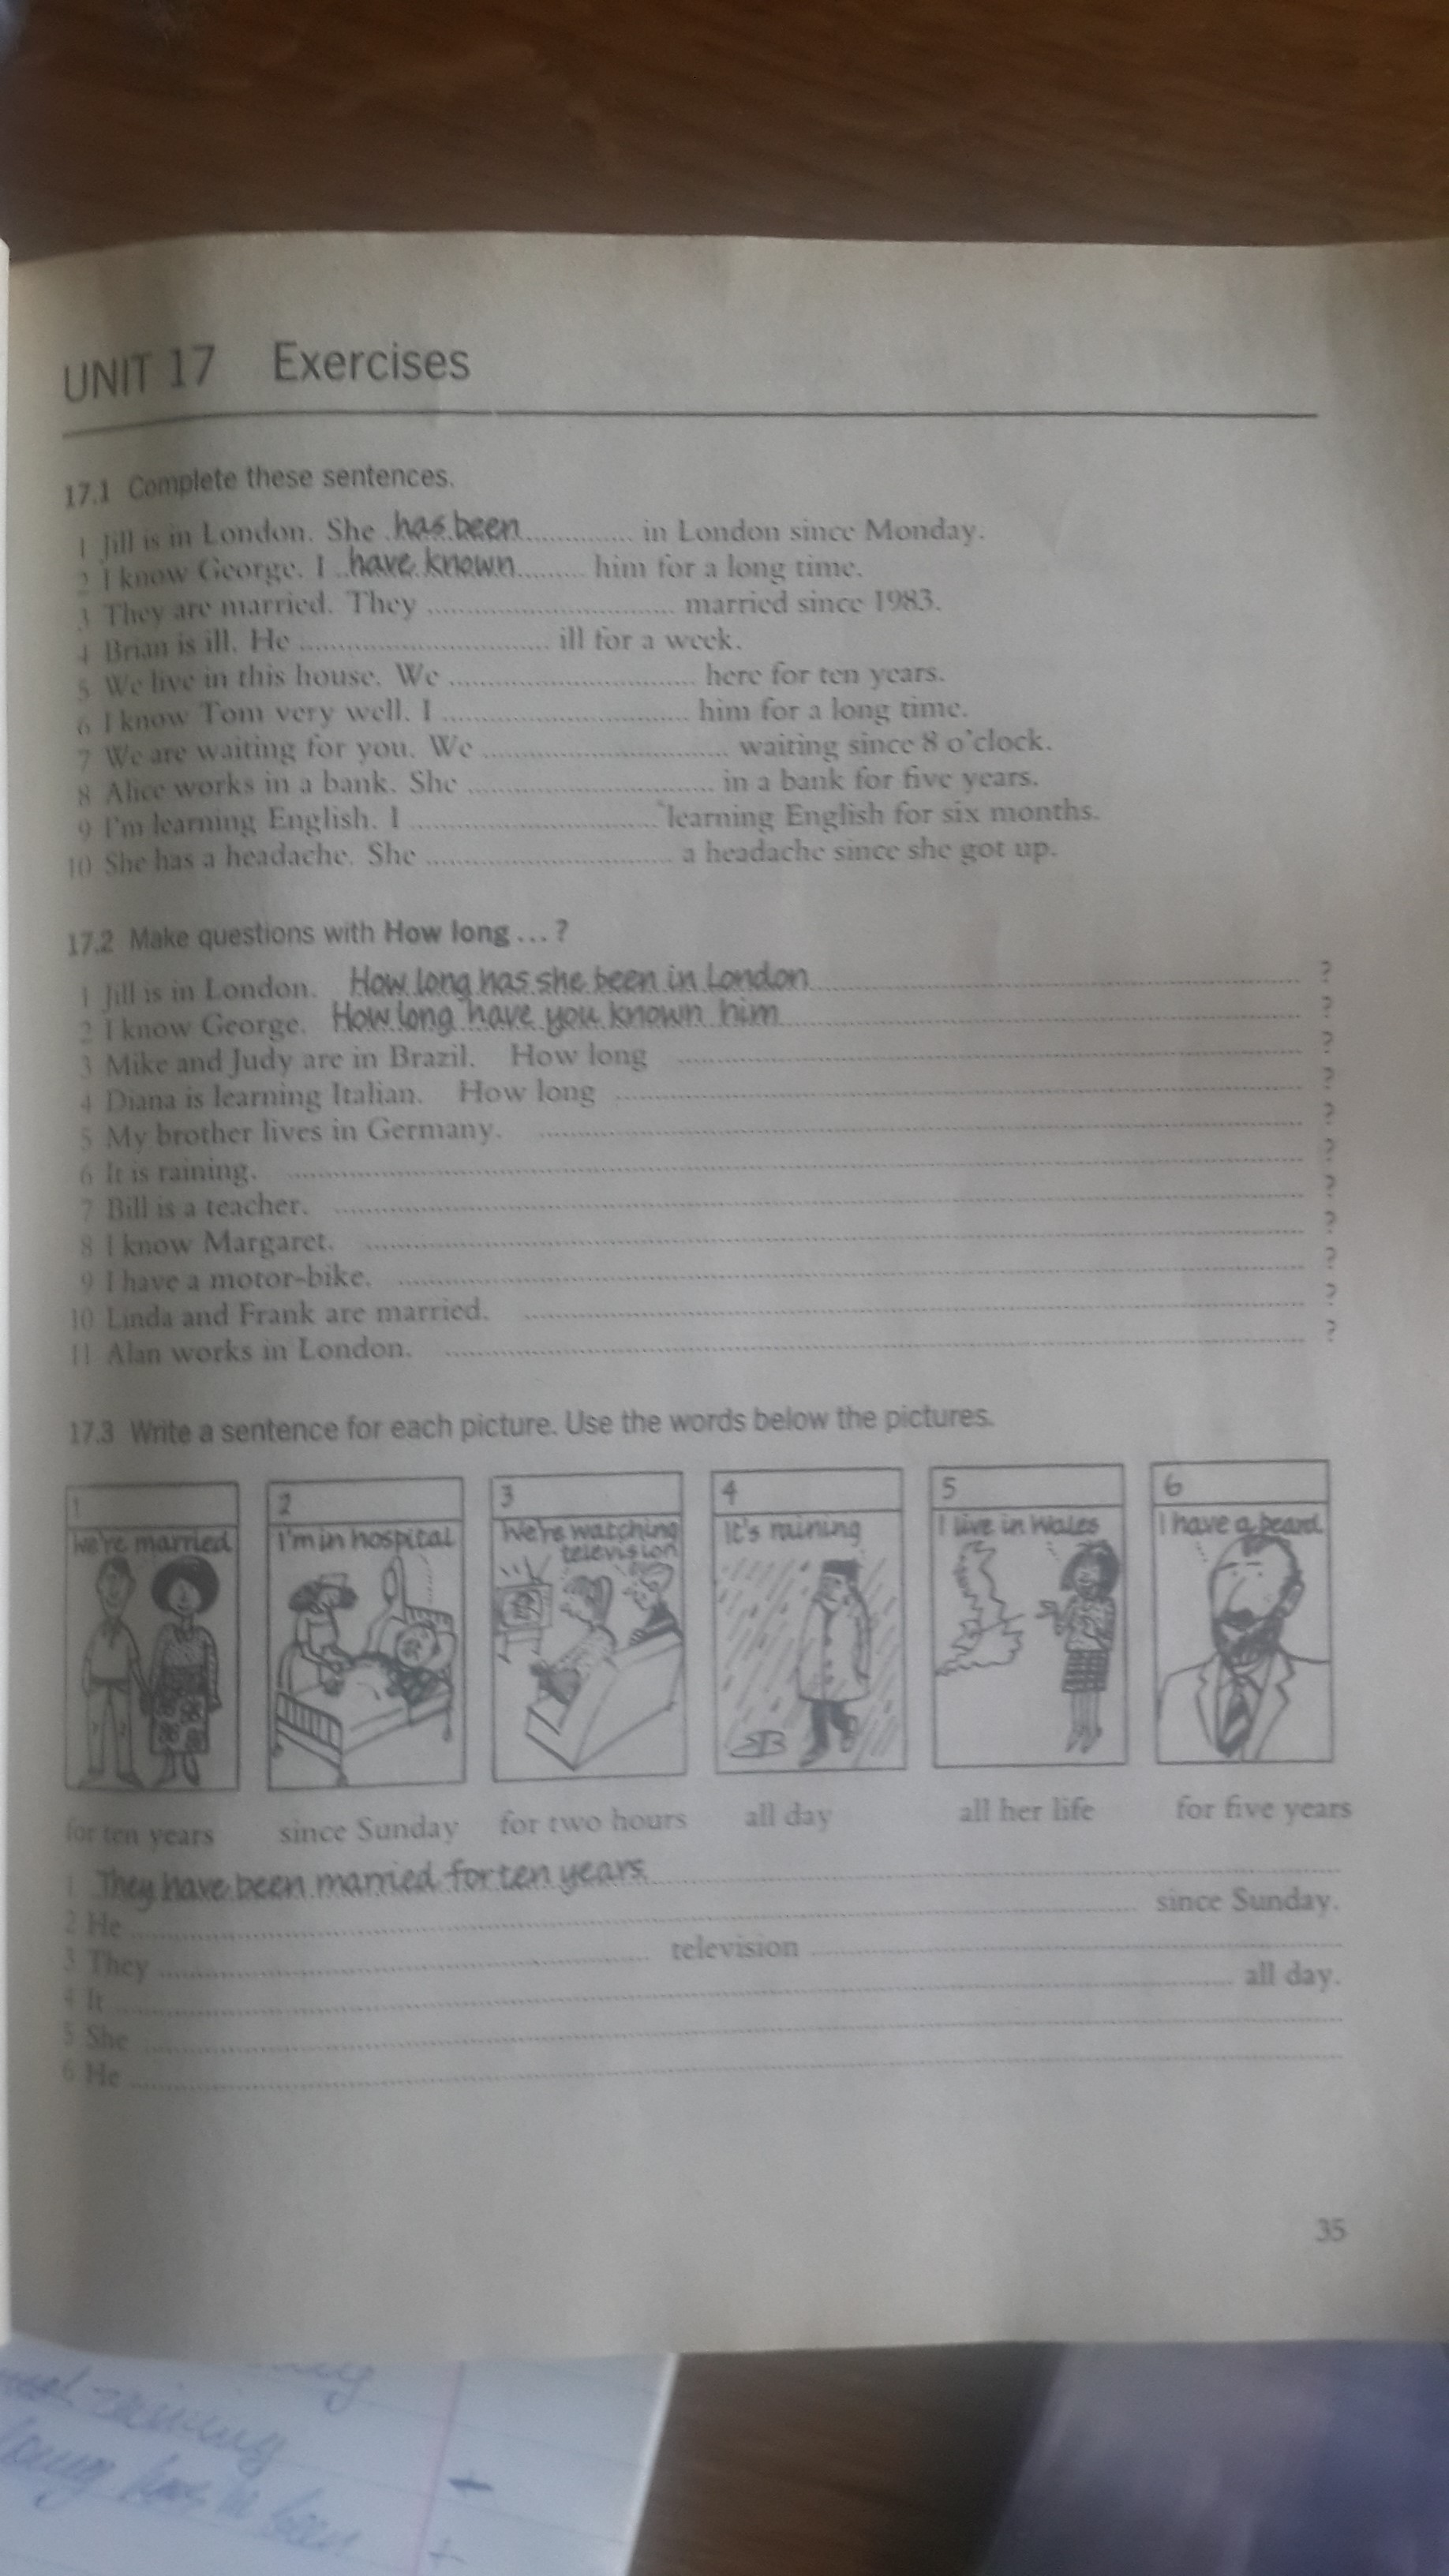 UNIT 17 Exercises
17.1 Complete these sentences.
1 Jill is in London. She has been in London since Monday.
2 I know George. I have known him for a long time.
3 They are married. They .............................. married since 1983.
4 Brian is ill. He .............................. ill for a week.
5 We live in this house. We .............................. here for ten years.
6 I know Tom very well. I .............................. him for a long time.
7 We are waiting for you. We .............................. waiting since 8 o'clock.
8 Alice works in a bank. She .............................. in a bank for five years.
9 I'm learning English. I .............................. learning English for six months.
10 She has a headache. She .............................. a headache since she got up.
17.2 Make questions with How long ... ?
1 Jill is in London. How long has she been in London ?
2 I know George. How long have you known him ?
3 Mike and Judy are in Brazil. How long .............................. ?
4 Diana is learning Italian. How long .............................. ?
5 My brother lives in Germany. .............................. ?
6 It is raining. .............................. ?
7 Bill is a teacher. .............................. ?
8 I know Margaret. .............................. ?
9 I have a motor-bike. .............................. ?
10 Linda and Frank are married. .............................. ?
11 Alan works in London. .............................. ?
17.3 Write a sentence for each picture. Use the words below the pictures.
1 2 3 4 5 6
We're married I'm in hospital We're watching It's raining I live in Wales I have a beard
television
for ten years since Sunday for two hours all day all her life for five years
1 They have been married for ten years.
2 He .............................. since Sunday.
3 They .............................. television ..............................
4 It .............................. all day.
5 She ..............................
6 He ..............................
35
raining
long have he been